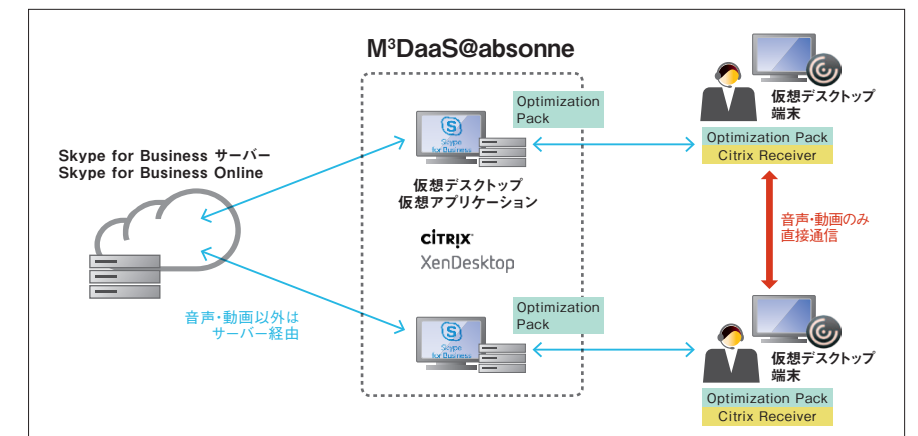 M³DaaS@absonne
Skype for Business サーバー
Skype for Business Online
音声・動画以外は
サーバー経由
Skype
for Business
Optimization
Pack
仮想デスクトップ
仮想アプリケーション
CITRIX
XenDesktop
Skype
for Business
Optimization
Pack
仮想デスクトップ
端末
Optimization Pack
Citrix Receiver
音声・動画のみ
直接通信
仮想デスクトップ
端末
Optimization Pack
Citrix Receiver